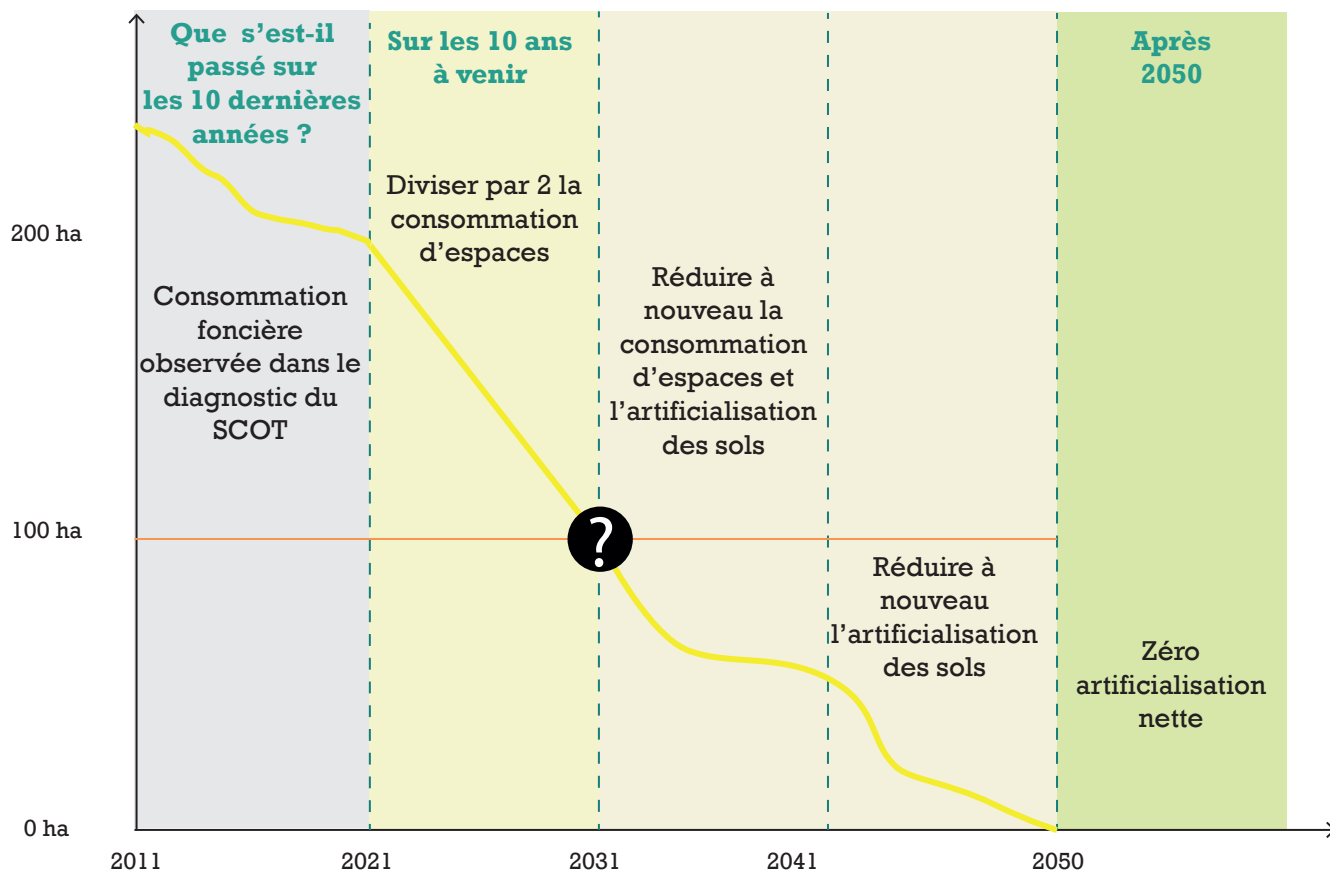 Que s’est-il
passé sur
les 10 dernières
années ?
Sur les 10 ans
à venir
Après
2050
Diviser par 2 la
consommation
d’espaces
200 ha
Consommation
foncière
observée dans le
diagnostic du
SCOT
Réduire à
nouveau la
consommation
d’espaces et
l’artificialisation
des sols
100 ha
?
Réduire à
nouveau
l’artificialisation
des sols
Zéro
artificialisation
nette
0 ha
2011
2021
2031
2041
2050